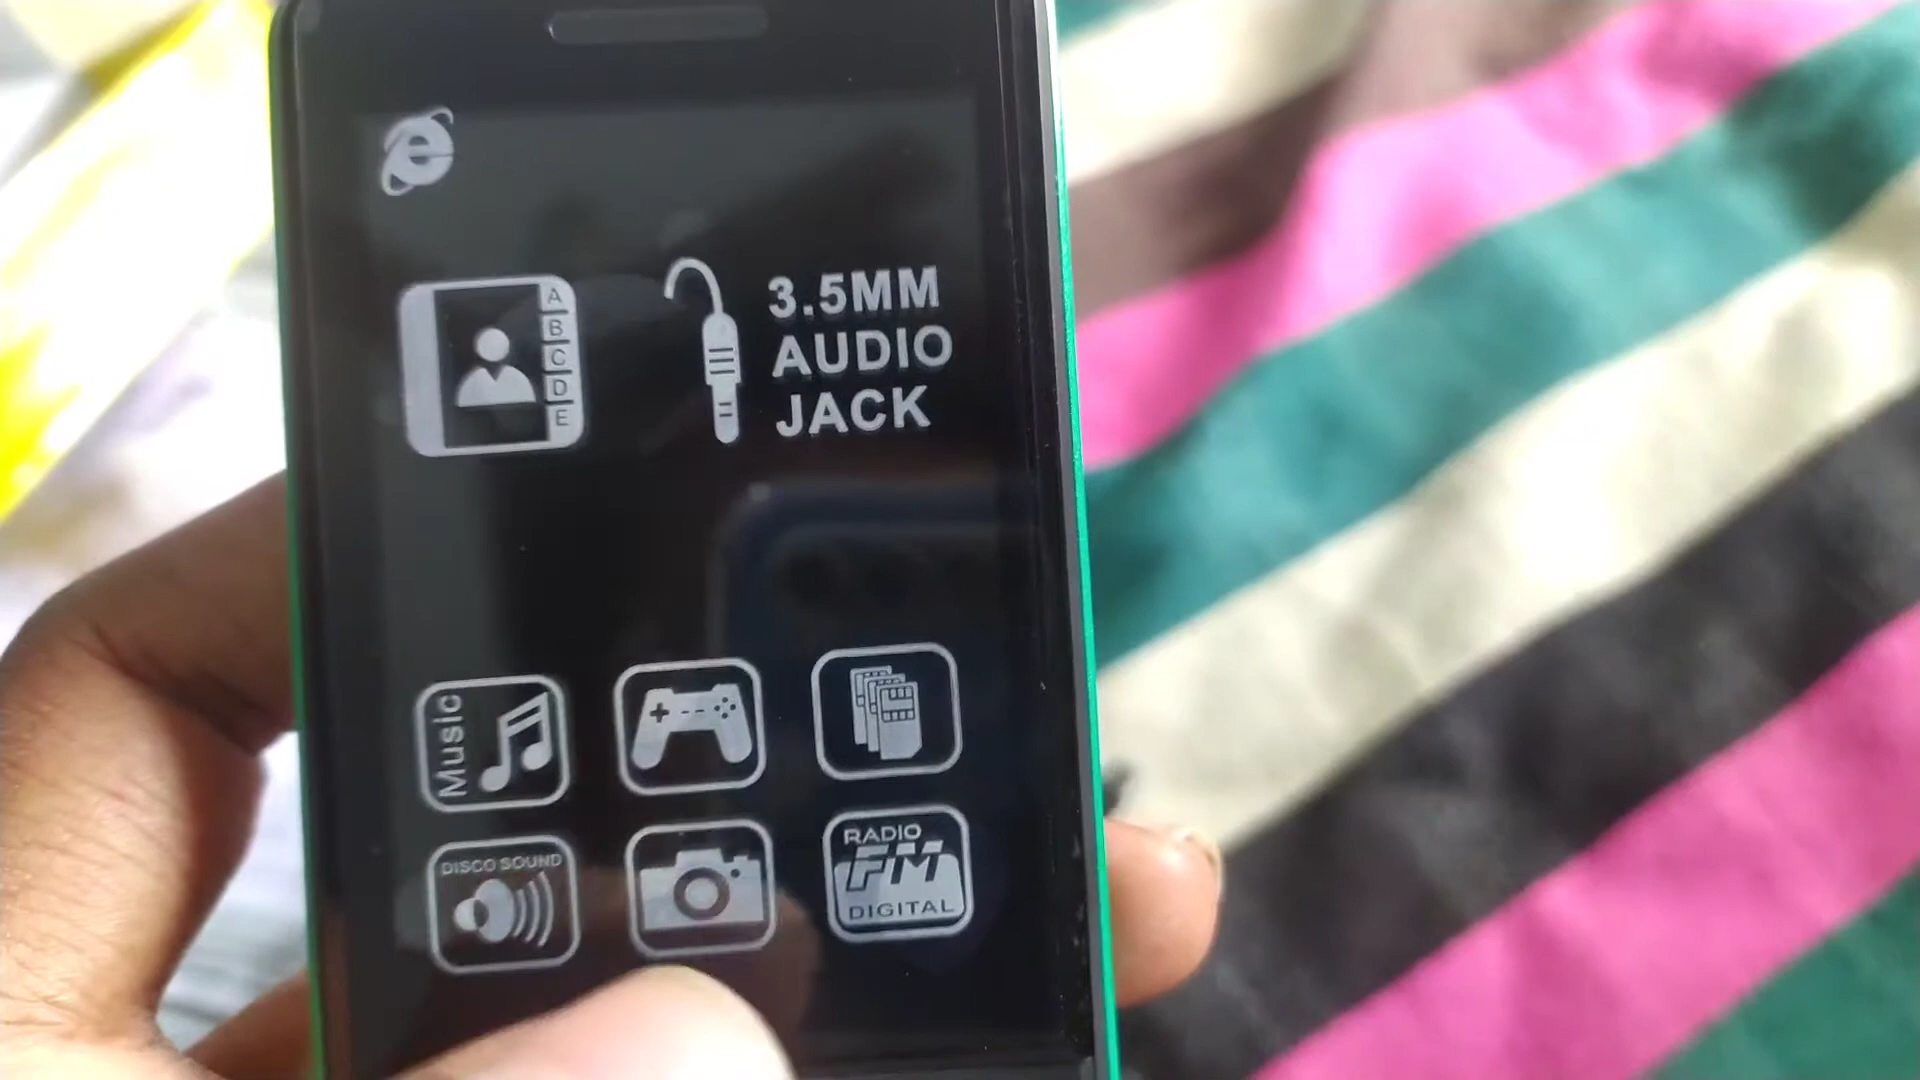 e
A
B
C
D
E
3.5MM
AUDIO
JACK
Music
DISCO SOUND
RADIO
FM
DIGITAL